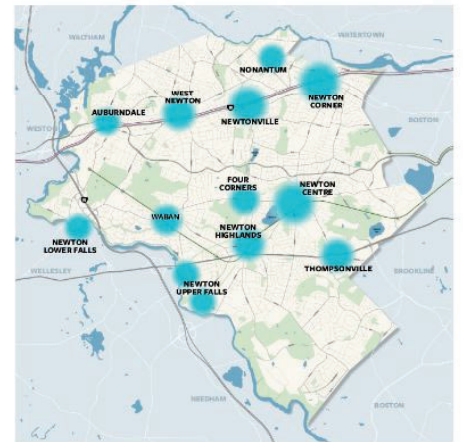 WALTHAM
WATERTOWN
NONANTUM
WEST
NEWTON
NEWTON
CORNER
AUBURNDALE
NEWTONVILLE
WESTON
BOSTON
FOUR
CORNERS
NEWTON
CENTRE
WABAN
NEWTON
HIGHLANDS
NEWTON
LOWER FALLS
THOMPSONVILLE
WELLESLEY
BROOKLINE
NEWTON
UPPER FALLS
NEEDHAM
BOSTON